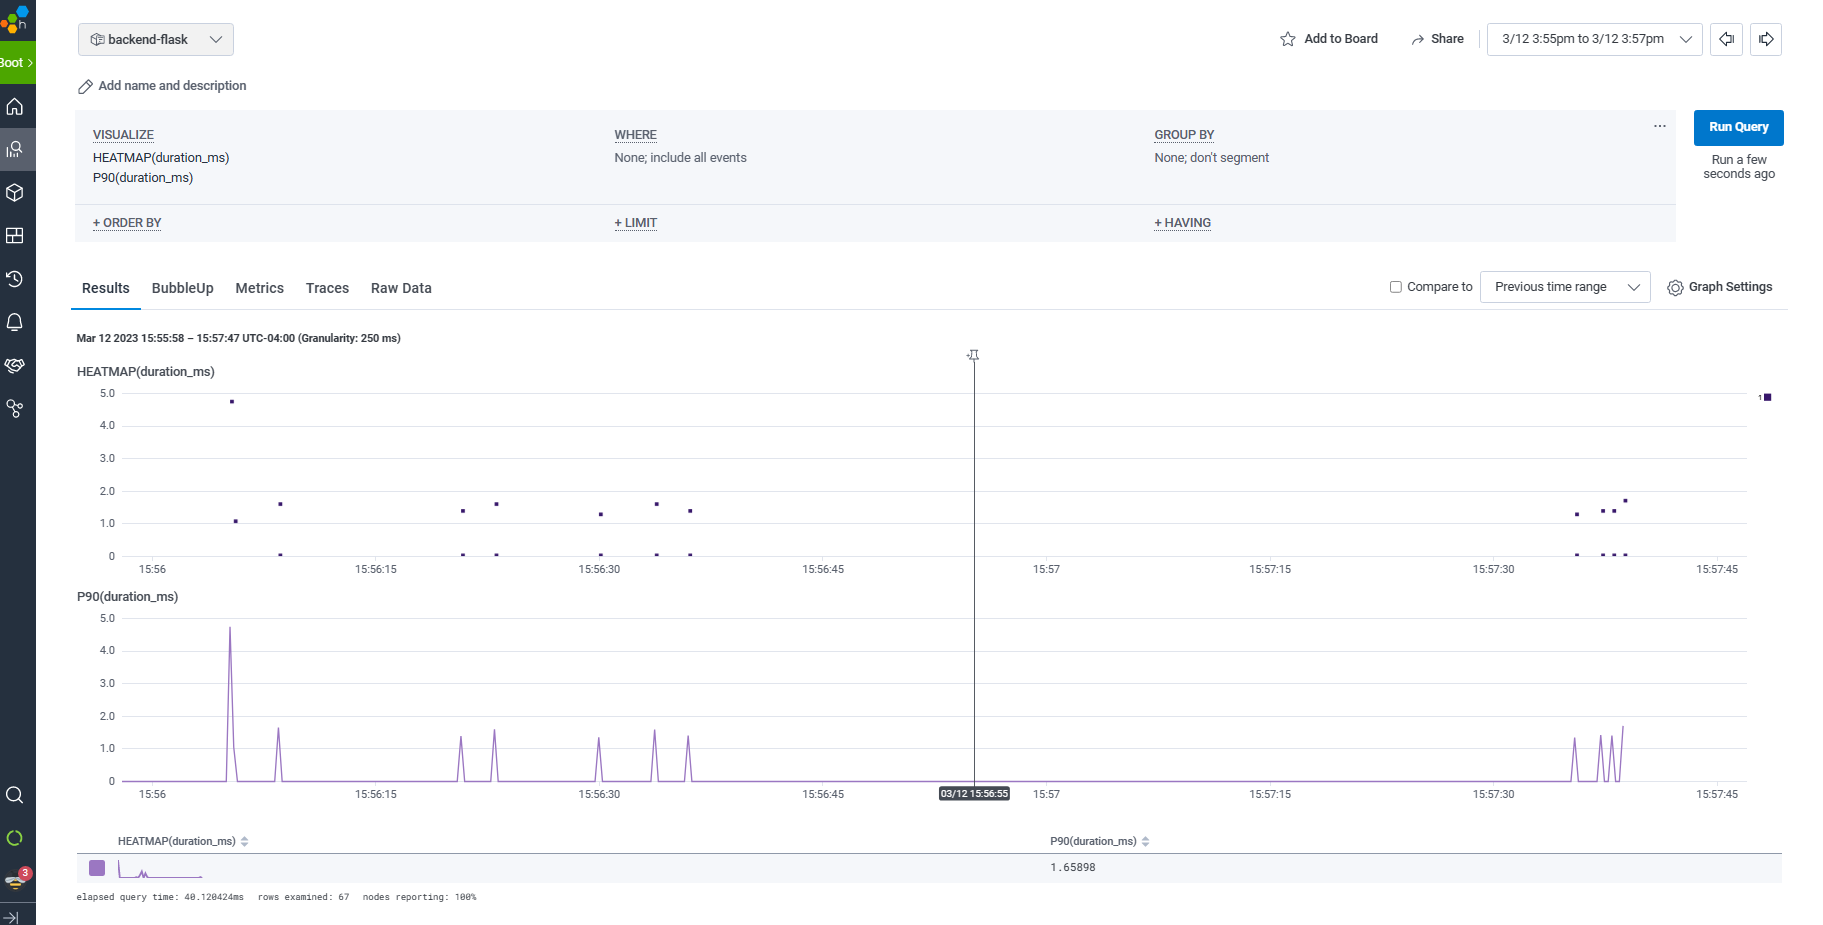 h
backend-flask
Add to Board
Share
3/12 3:55pm to 3/12 3:57pm
Boot
Add name and description
VISUALIZE
HEATMAP(duration_ms)
P90(duration_ms)
WHERE
None; include all events
GROUP BY
None; don't segment
...
Run Query
Run a few
seconds ago
+ ORDER BY
+ LIMIT
+ HAVING
Results BubbleUp Metrics Traces Raw Data
Compare to
Previous time range
Graph Settings
Mar 12 2023 15:55:58 – 15:57:47 UTC-04:00 (Granularity: 250 ms)
HEATMAP(duration_ms)
5.0
4.0
3.0
2.0
1.0
0
1
15:56 15:56:15 15:56:30 15:56:45 15:57 15:57:15 15:57:30 15:57:45
P90(duration_ms)
5.0
4.0
3.0
2.0
1.0
0
15:56 15:56:15 15:56:30 15:56:45 03/12 15:56:55 15:57 15:57:15 15:57:30 15:57:45
HEATMAP(duration_ms) P90(duration_ms)
1.65898
3
elapsed query time: 40.120424ms rows examined: 67 nodes reporting: 100%